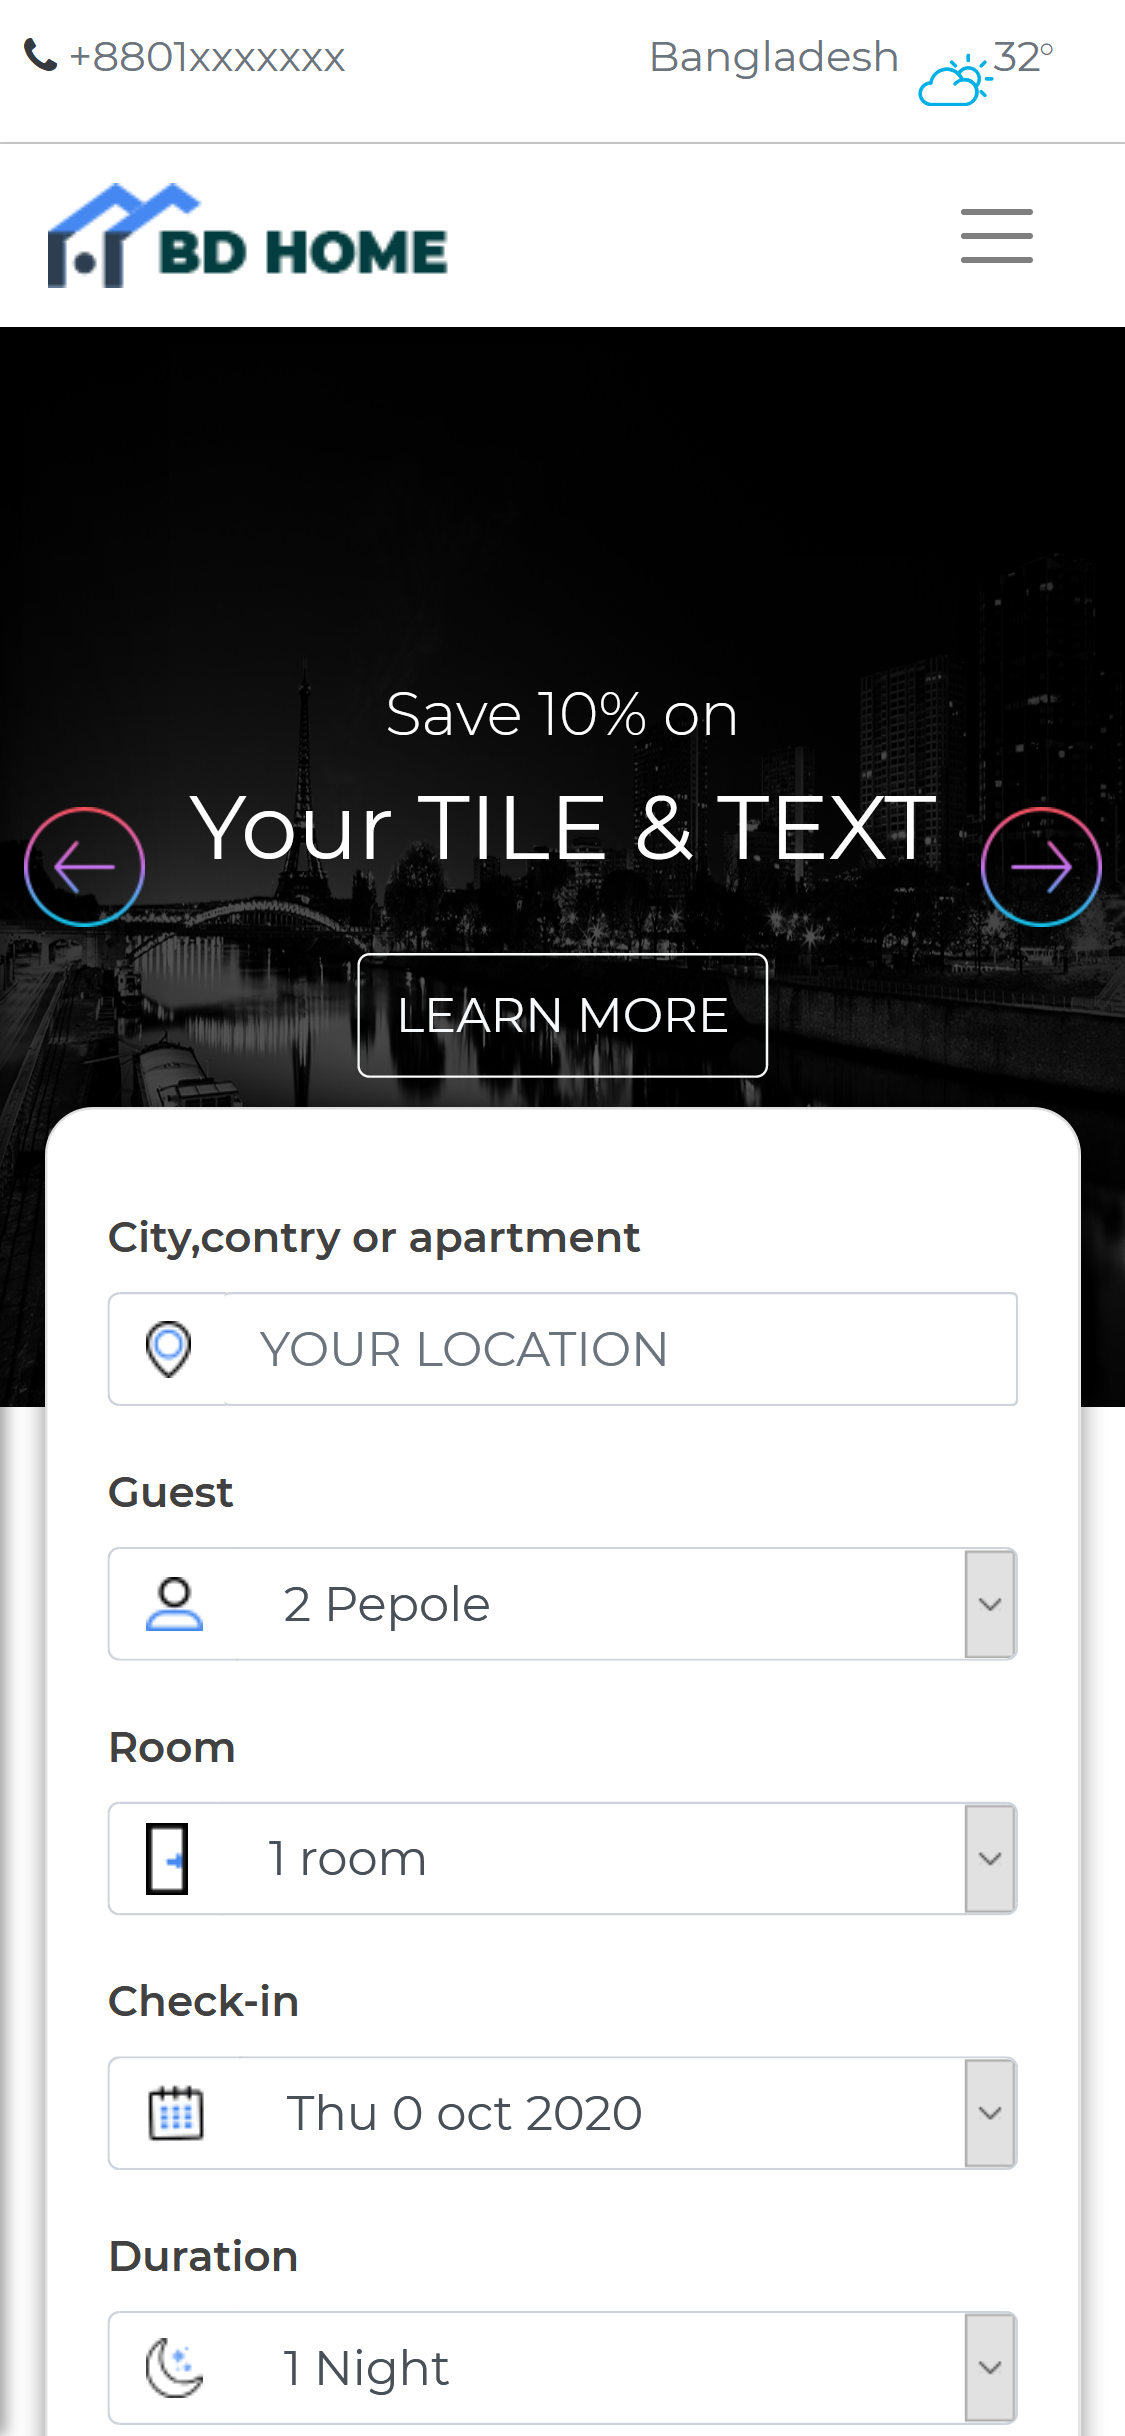 +8801xxxxxxx
Bangladesh 32°
BD HOME
Save 10% on
Your TILE & TEXT
LEARN MORE
City,contry or apartment
YOUR LOCATION
Guest
2 Pepole
Room
1 room
Check-in
Thu 0 oct 2020
Duration
1 Night